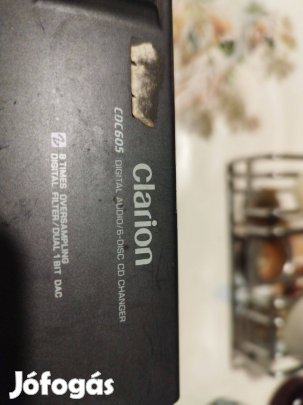 clarion
CDC605 DIGITAL AUDIO/6-DISC CD CHANGER
8 TIMES OVERSAMPLING
DIGITAL FILTER/DUAL 1 BIT DAC
Jófogás